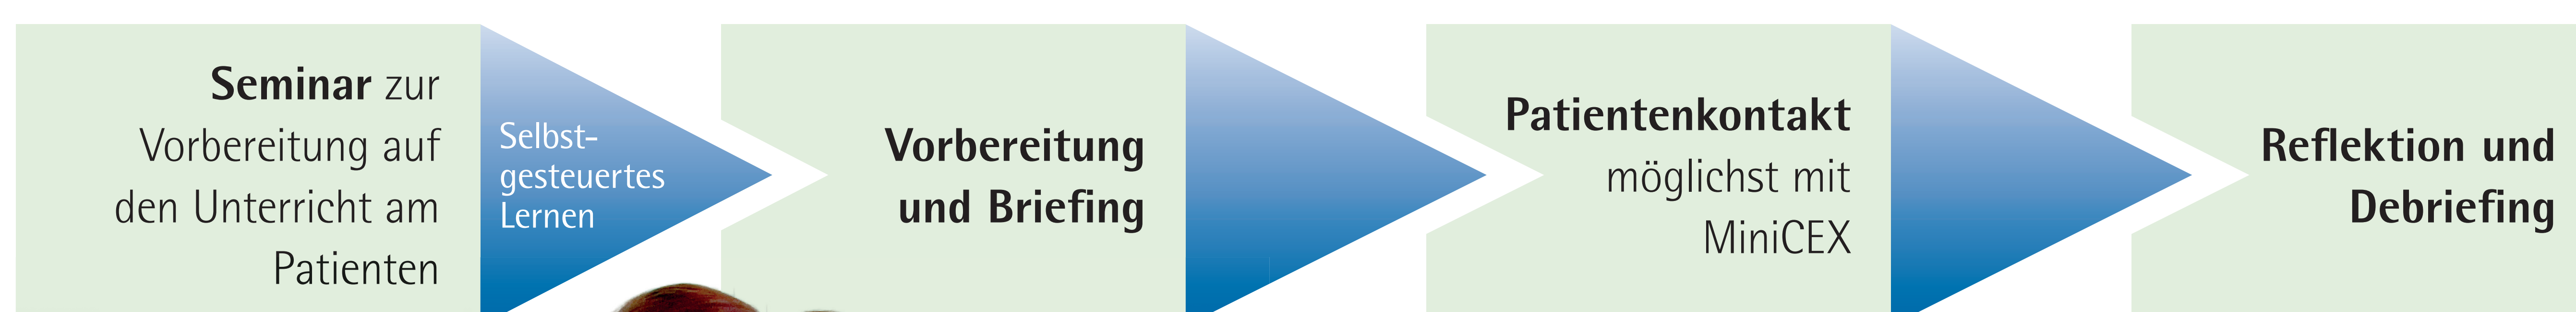 Seminar zur
Vorbereitung auf
den Unterricht am
Patienten
Selbst-
gesteuertes
Lernen
Vorbereitung
und Briefing
Patientenkontakt
möglichst mit
MiniCEX
Reflektion und
Debriefing